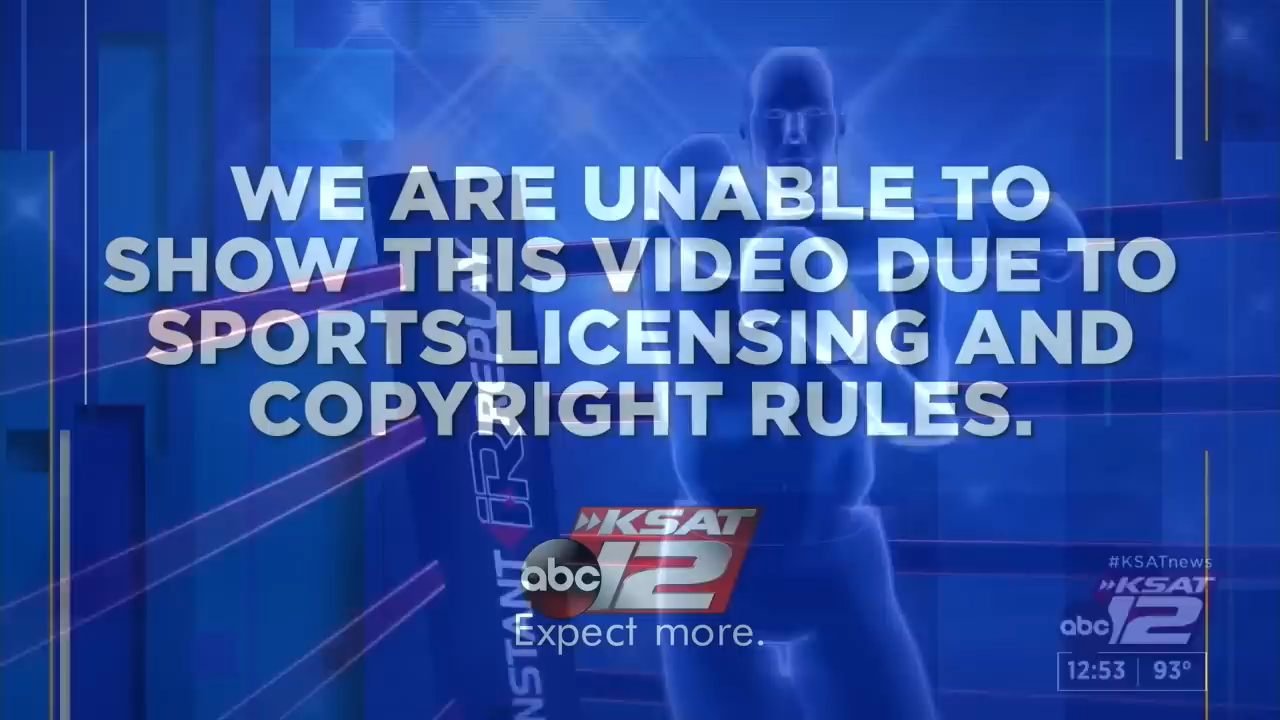 WE ARE UNABLE TO
SHOW THIS VIDEO DUE TO
SPORTS LICENSING AND
COPYRIGHT RULES.
INSTANT iR REPLAY
KSAT
abc 12
Expect more.
#KSATnews
KSAT
abc 12
12:53 93°